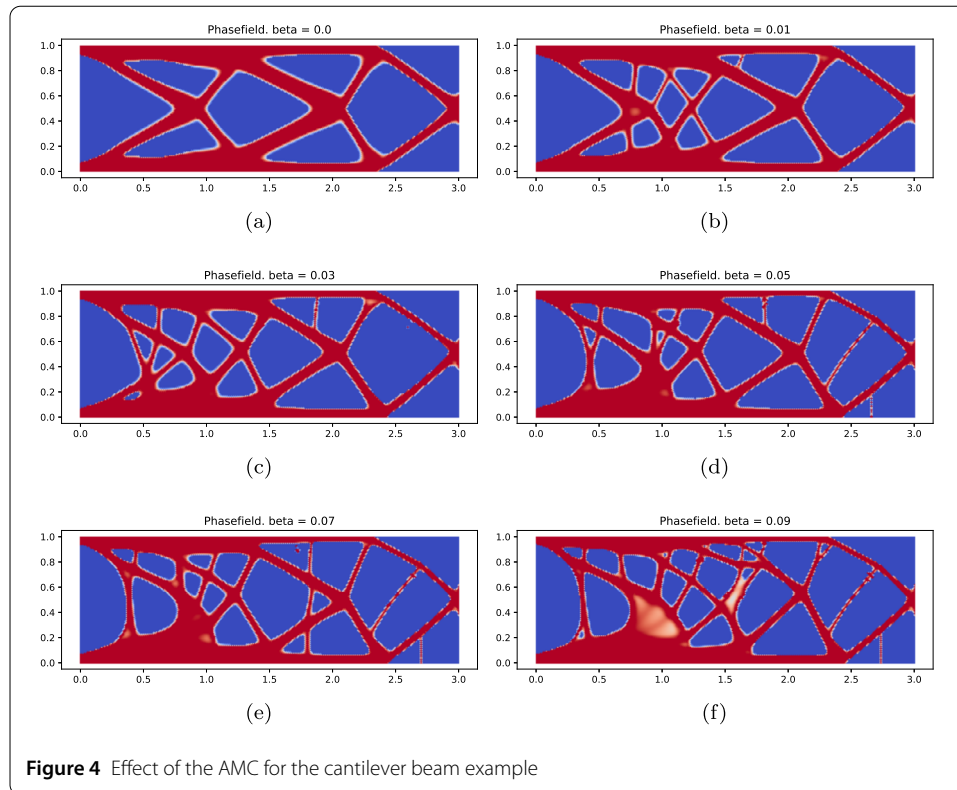 Phasefield. beta = 0.0
1.0
0.8
0.6
0.4
0.2
0.0
0.0 0.5 1.0 1.5 2.0 2.5 3.0
(a)
Phasefield. beta = 0.01
1.0
0.8
0.6
0.4
0.2
0.0
0.0 0.5 1.0 1.5 2.0 2.5 3.0
(b)
Phasefield. beta = 0.03
1.0
0.8
0.6
0.4
0.2
0.0
0.0 0.5 1.0 1.5 2.0 2.5 3.0
(c)
Phasefield. beta = 0.05
1.0
0.8
0.6
0.4
0.2
0.0
0.0 0.5 1.0 1.5 2.0 2.5 3.0
(d)
Phasefield. beta = 0.07
1.0
0.8
0.6
0.4
0.2
0.0
0.0 0.5 1.0 1.5 2.0 2.5 3.0
(e)
Phasefield. beta = 0.09
1.0
0.8
0.6
0.4
0.2
0.0
0.0 0.5 1.0 1.5 2.0 2.5 3.0
(f)
Figure 4 Effect of the AMC for the cantilever beam example